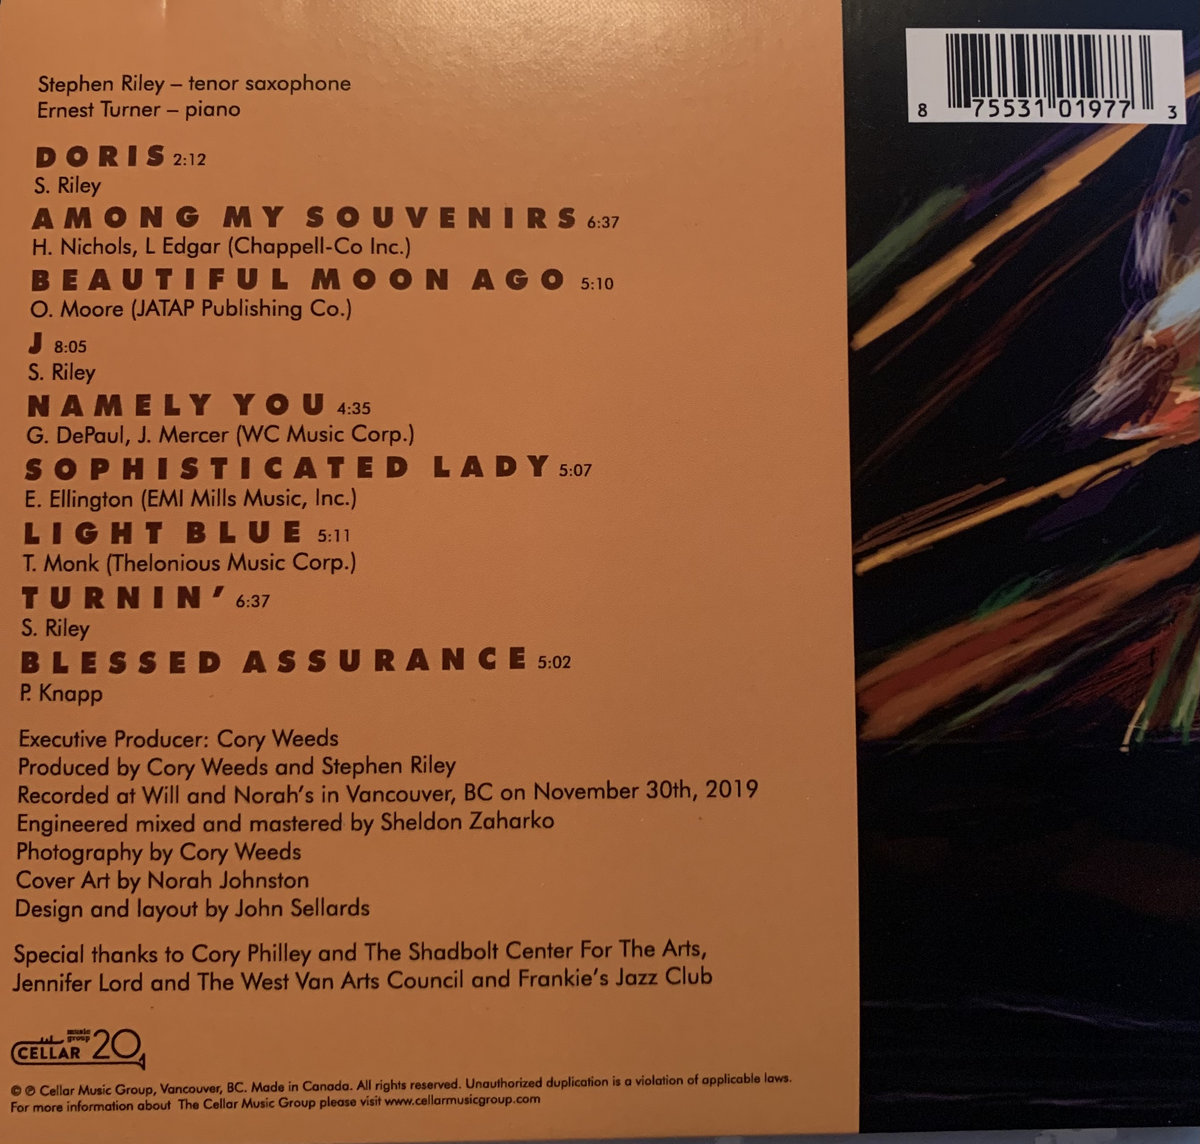 Stephen Riley – tenor saxophone
Ernest Turner – piano
DORIS 2:12
S. Riley
AMONG MY SOUVENIRS 6:37
H. Nichols, L Edgar (Chappell-Co Inc.)
BEAUTIFUL MOON AGO 5:10
O. Moore (JATAP Publishing Co.)
J 8:05
S. Riley
NAMELY YOU 4:35
G. DePaul, J. Mercer (WC Music Corp.)
SOPHISTICATED LADY 5:07
E. Ellington (EMI Mills Music, Inc.)
LIGHT BLUE 5:11
T. Monk (Thelonious Music Corp.)
TURNIN' 6:37
S. Riley
BLESSED ASSURANCE 5:02
P. Knapp
Executive Producer: Cory Weeds
Produced by Cory Weeds and Stephen Riley
Recorded at Will and Norah's in Vancouver, BC on November 30th, 2019
Engineered mixed and mastered by Sheldon Zaharko
Photography by Cory Weeds
Cover Art by Norah Johnston
Design and layout by John Sellards
Special thanks to Cory Philley and The Shadbolt Center For The Arts,
Jennifer Lord and The West Van Arts Council and Frankie's Jazz Club
CELLAR music group 20
© ℗ Cellar Music Group, Vancouver, BC. Made in Canada. All rights reserved. Unauthorized duplication is a violation of applicable laws.
For more information about The Cellar Music Group please visit www.cellarmusicgroup.com
8 75531 01977 3